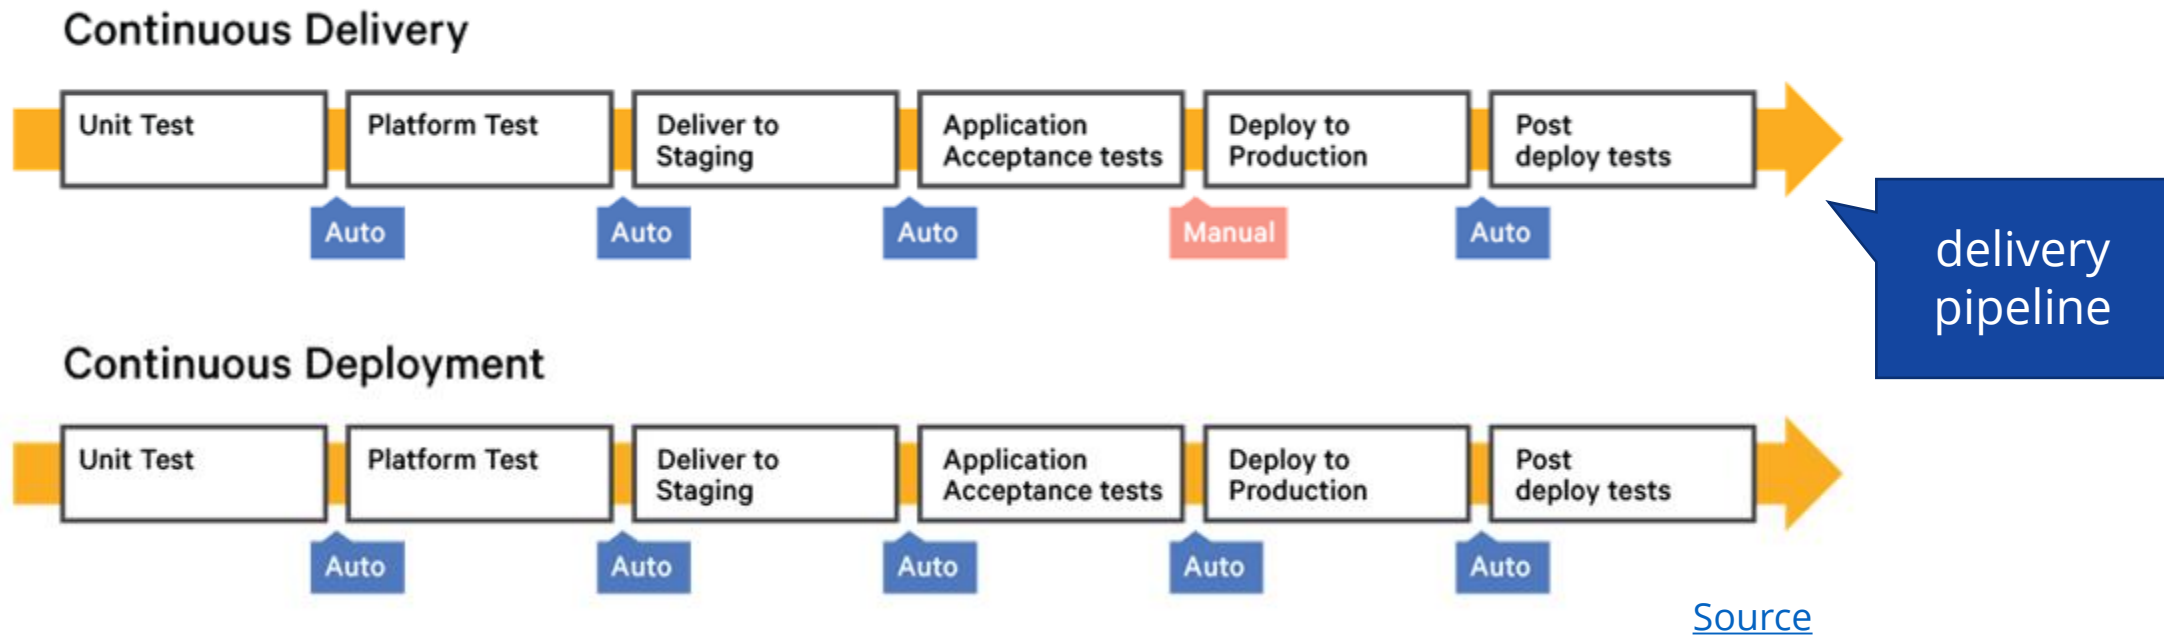 Continuous Delivery
Unit Test
Platform Test
Deliver to
Staging
Application
Acceptance tests
Deploy to
Production
Post
deploy tests
Auto
Auto
Auto
Manual
Auto
delivery
pipeline
Continuous Deployment
Unit Test
Platform Test
Deliver to
Staging
Application
Acceptance tests
Deploy to
Production
Post
deploy tests
Auto
Auto
Auto
Auto
Auto
Source